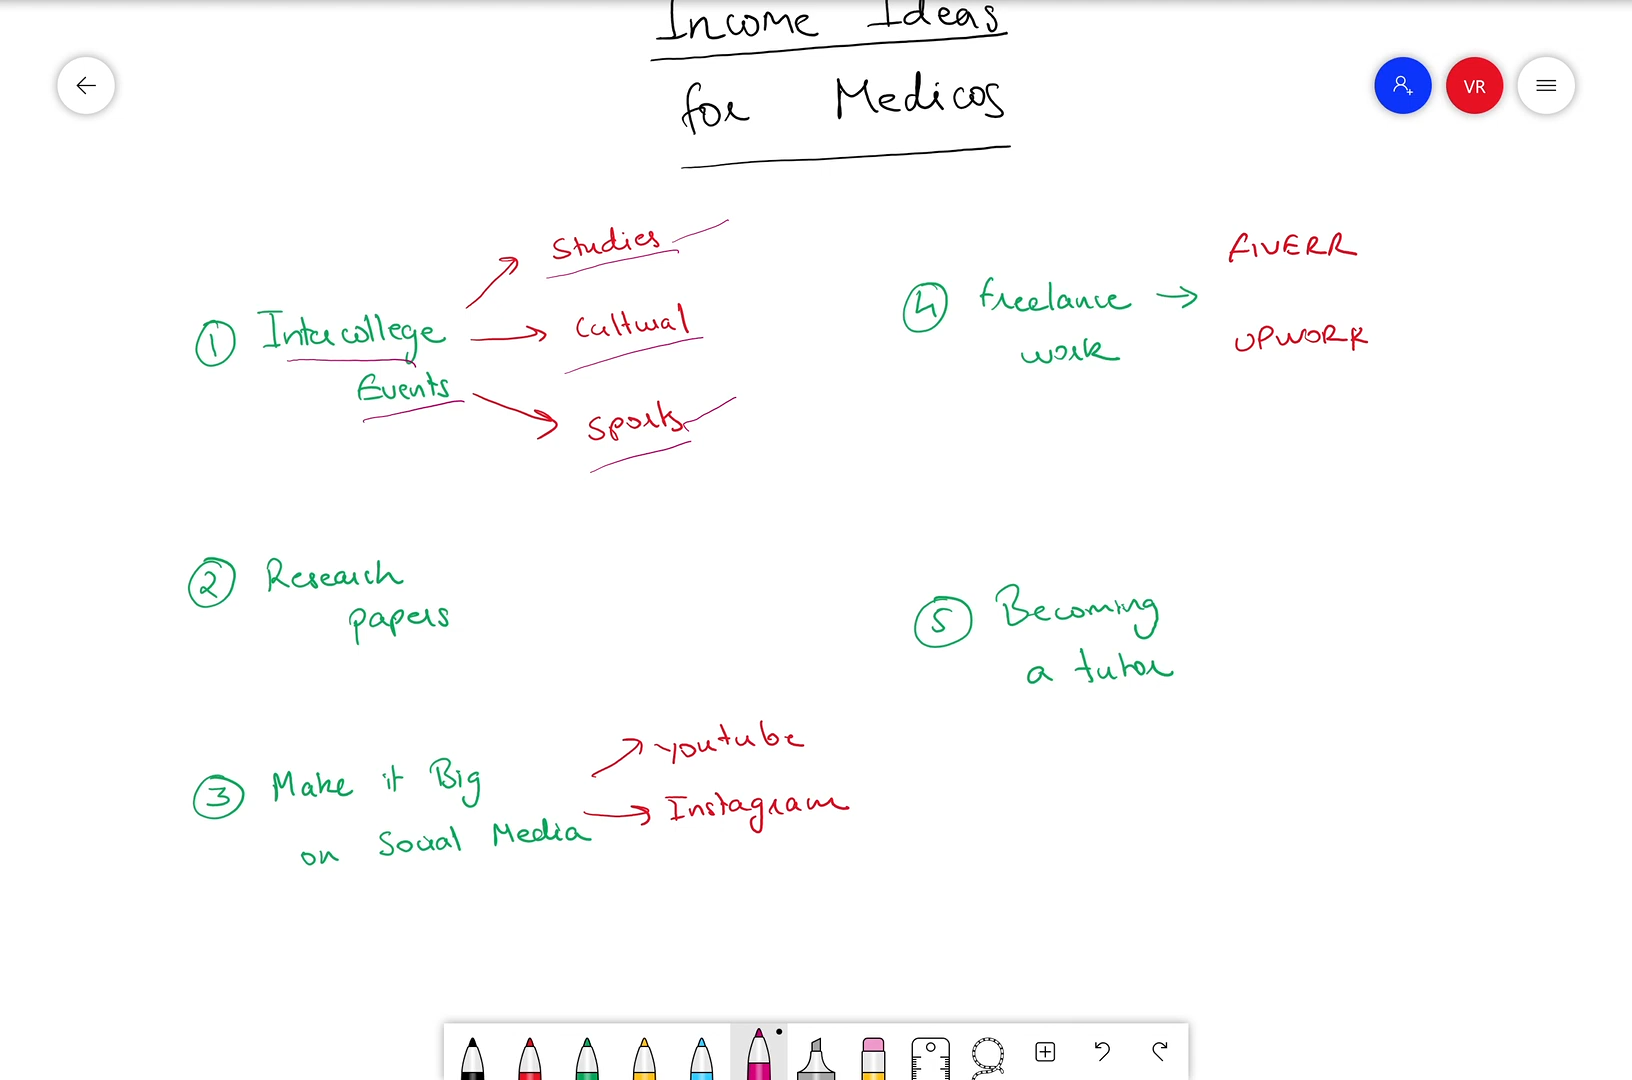 Income Ideas
for Medicos
VR
1 Intercollege
Events
Studies
Cultural
Sports
2 Research
papers
3 Make it Big
on Social Media
youtube
Instagram
4 freelance
work
FIVERR
UPWORK
5 Becoming
a tutor